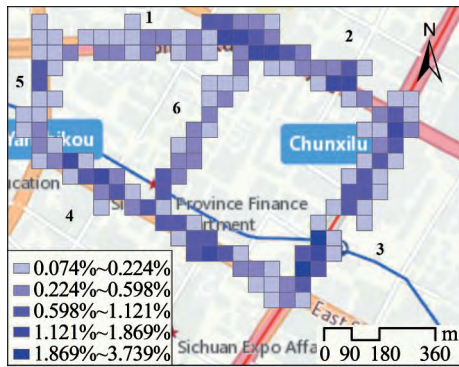 1
N
2
5
6
Chunxilu
4
Province Finance
3
0.074%~0.224%
0.224%~0.598%
0.598%~1.121%
1.121%~1.869%
1.869%~3.739%
East
Sichuan Expo Affa
m
0 90 180 360